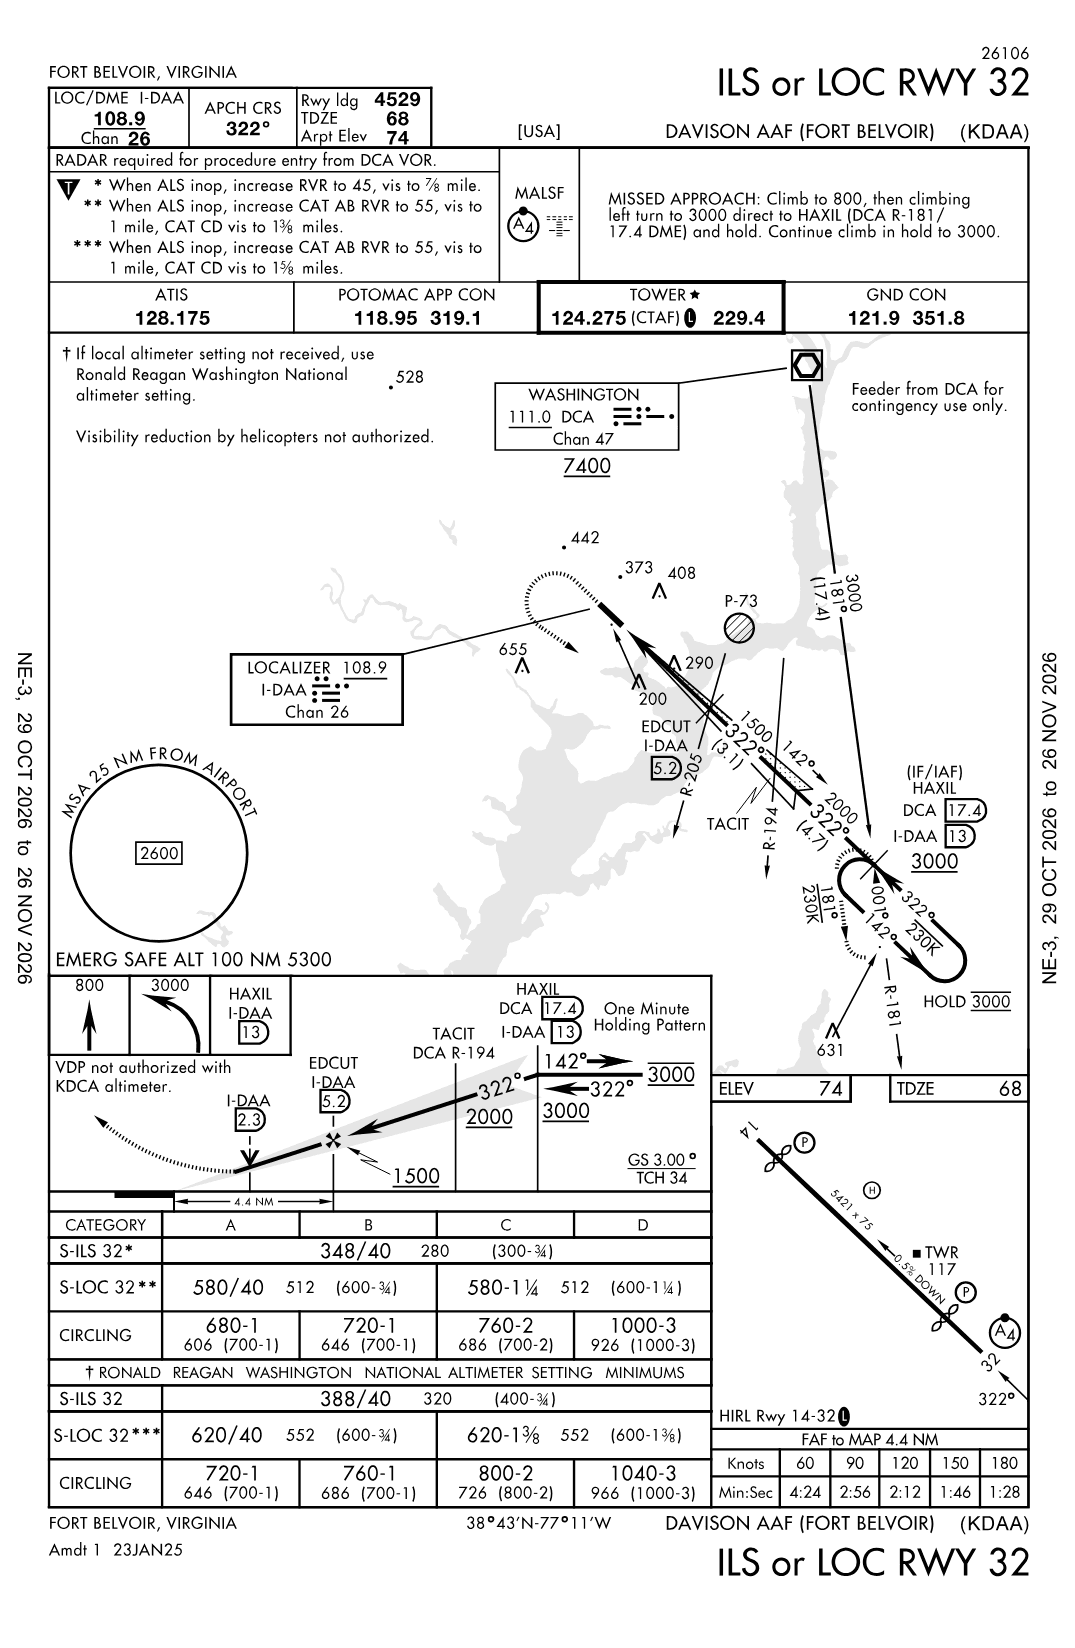 26106
FORT BELVOIR, VIRGINIA
ILS or LOC RWY 32
LOC/DME I-DAA
108.9
Chan 26
APCH CRS
322°
Rwy ldg 4529
TDZE 68
Arpt Elev 74
[USA]
DAVISON AAF (FORT BELVOIR) (KDAA)
RADAR required for procedure entry from DCA VOR.
T
* When ALS inop, increase RVR to 45, vis to ⅞ mile.
** When ALS inop, increase CAT AB RVR to 55, vis to
1 mile, CAT CD vis to 1⅜ miles.
*** When ALS inop, increase CAT AB RVR to 55, vis to
1 mile, CAT CD vis to 1⅝ miles.
MALSF
A4
MISSED APPROACH: Climb to 800, then climbing
left turn to 3000 direct to HAXIL (DCA R-181/
17.4 DME) and hold. Continue climb in hold to 3000.
ATIS
128.175
POTOMAC APP CON
118.95 319.1
TOWER★
124.275 (CTAF) L 229.4
GND CON
121.9 351.8
† If local altimeter setting not received, use
Ronald Reagan Washington National
altimeter setting.
Visibility reduction by helicopters not authorized.
528
WASHINGTON
111.0 DCA
Chan 47
7400
Feeder from DCA for
contingency use only.
442
373
408
P-73
3000
181°
(17.4)
655
290
200
LOCALIZER 108.9
I-DAA
Chan 26
EDCUT
I-DAA
5.2
R-205
1500
322°
(3.1)
142°
TACIT
R-194
2000
322°
(4.7)
(IF/IAF)
HAXIL
DCA 17.4
I-DAA 13
3000
181°
230K
001°
142°
322°
230K
HOLD 3000
R-181
631
MSA 25 NM FROM AIRPORT
2600
EMERG SAFE ALT 100 NM 5300
NE-3, 29 OCT 2026 to 26 NOV 2026
NE-3, 29 OCT 2026 to 26 NOV 2026
800
3000
HAXIL
I-DAA
13
VDP not authorized with
KDCA altimeter.
I-DAA
2.3
EDCUT
I-DAA
5.2
TACIT
DCA R-194
HAXIL
DCA 17.4
I-DAA 13
One Minute
Holding Pattern
142°
322°
3000
322°
2000
3000
1500
GS 3.00°
TCH 34
4.4 NM
ELEV 74
TDZE 68
14
P
H
5421 x 75
TWR
117
0.5% DOWN
P
A4
32
322°
HIRL Rwy 14-32 L
FAF to MAP 4.4 NM
Knots 60 90 120 150 180
Min:Sec 4:24 2:56 2:12 1:46 1:28
CATEGORY A B C D
S-ILS 32* 348/40 280 (300-¾)
S-LOC 32** 580/40 512 (600-¾) 580-1¼ 512 (600-1¼)
CIRCLING
680-1 720-1 760-2 1000-3
606 (700-1) 646 (700-1) 686 (700-2) 926 (1000-3)
† RONALD REAGAN WASHINGTON NATIONAL ALTIMETER SETTING MINIMUMS
S-ILS 32 388/40 320 (400-¾)
S-LOC 32*** 620/40 552 (600-¾) 620-1⅜ 552 (600-1⅜)
CIRCLING
720-1 760-1 800-2 1040-3
646 (700-1) 686 (700-1) 726 (800-2) 966 (1000-3)
FORT BELVOIR, VIRGINIA
38°43'N-77°11'W
DAVISON AAF (FORT BELVOIR) (KDAA)
Amdt 1 23JAN25
ILS or LOC RWY 32